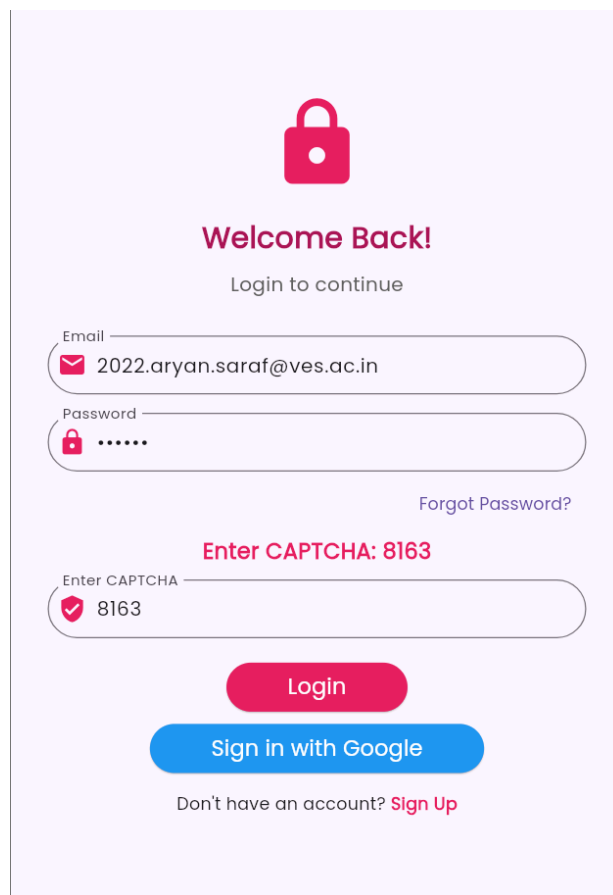 Welcome Back!
Login to continue
Email
2022.aryan.saraf@ves.ac.in
Password
••••••
Forgot Password?
Enter CAPTCHA: 8163
Enter CAPTCHA
8163
Login
Sign in with Google
Don't have an account? Sign Up